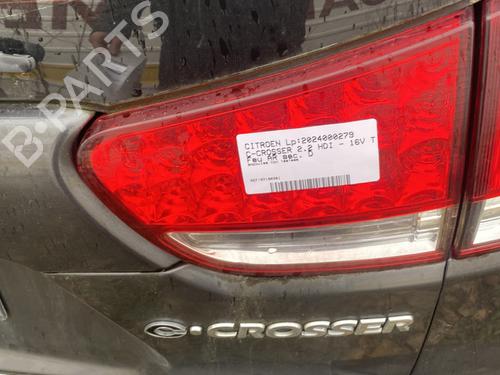 B-PARTS
CITROEN Lp:2024000279
C-CROSSER 2.2 HDI - 16V T
Feu AR sec. D
C-CROSSER